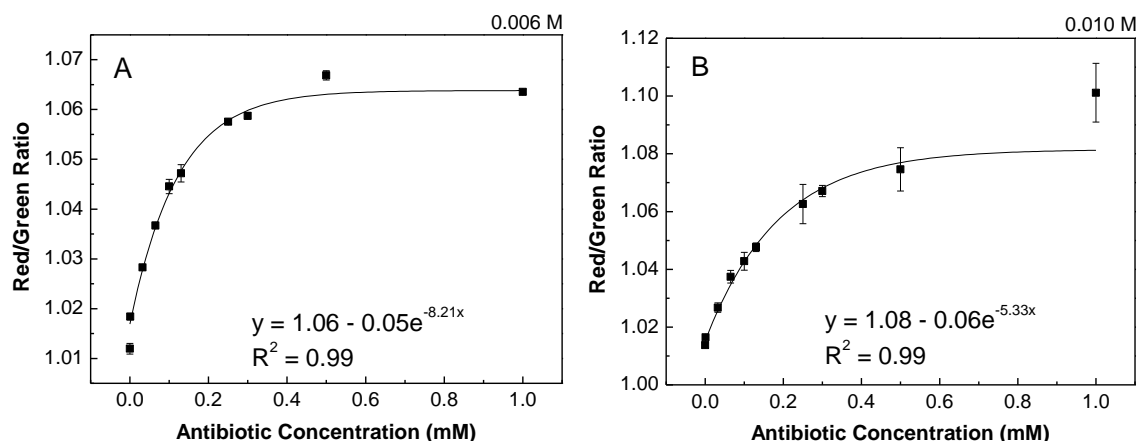 0.006 M
A
1.07
1.06
1.05
1.04
1.03
1.02
1.01
Red/Green Ratio
y = 1.06 - 0.05e^-8.21x
R^2 = 0.99
0.0 0.2 0.4 0.6 0.8 1.0
Antibiotic Concentration (mM)
0.010 M
B
1.12
1.10
1.08
1.06
1.04
1.02
1.00
Red/Green Ratio
y = 1.08 - 0.06e^-5.33x
R^2 = 0.99
0.0 0.2 0.4 0.6 0.8 1.0
Antibiotic Concentration (mM)